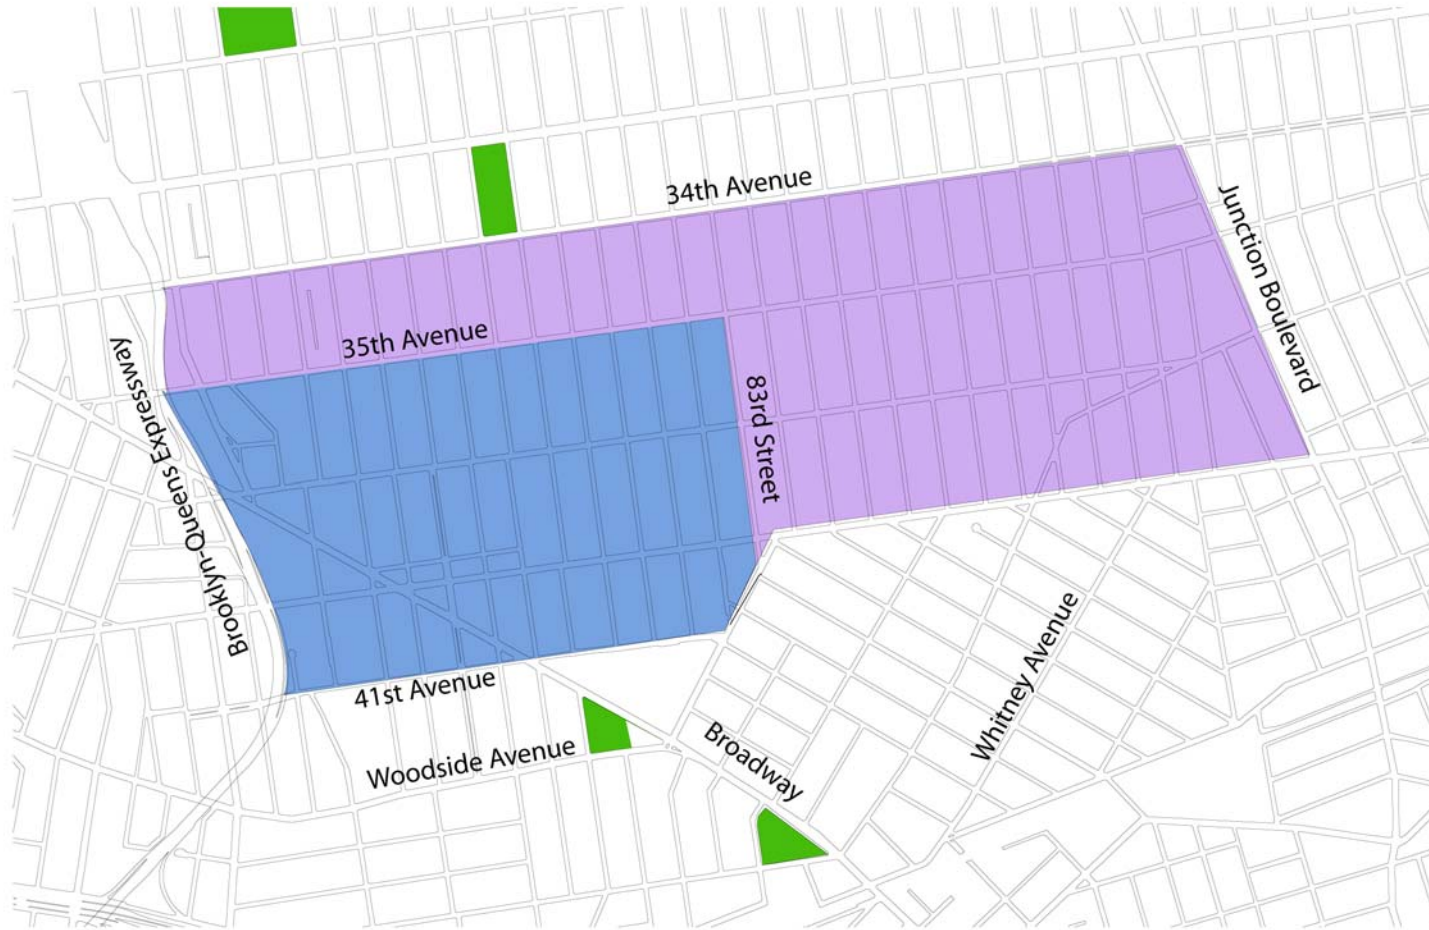 34th Avenue
Junction Boulevard
35th Avenue
Brooklyn-Queens Expressway
83rd Street
41st Avenue
Whitney Avenue
Woodside Avenue
Broadway